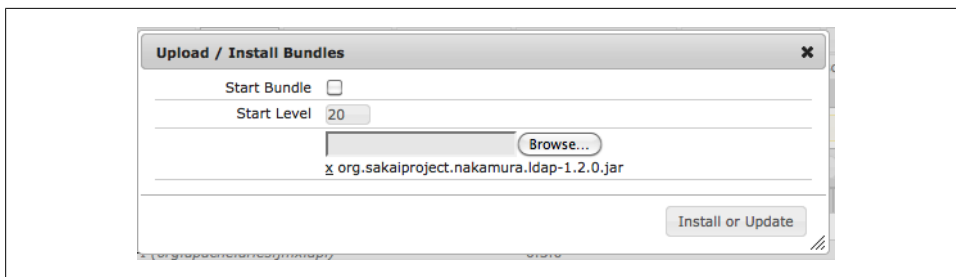 Upload / Install Bundles
Start Bundle
Start Level 20
Browse...
x org.sakaiproject.nakamura.ldap-1.2.0.jar
Install or Update